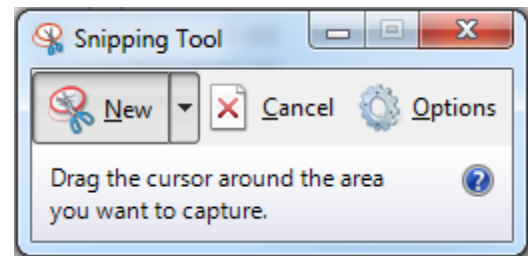 Snipping Tool
New Cancel Options
Drag the cursor around the area
you want to capture.